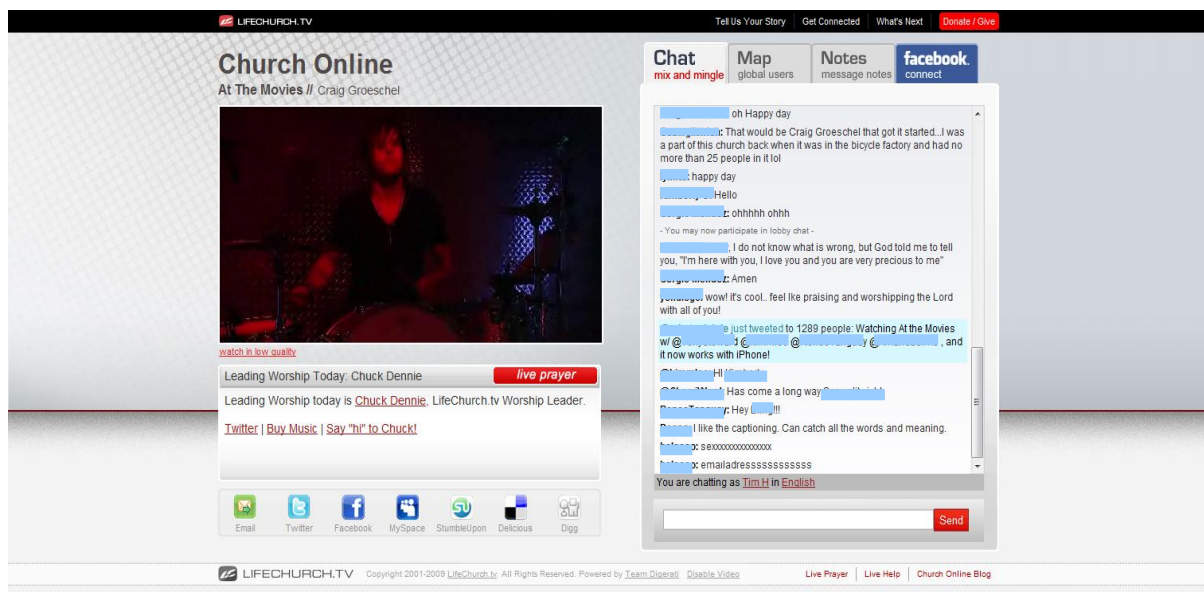 LIFECHURCH.TV
Tell Us Your Story Get Connected What's Next Donate / Give
Church Online
At The Movies // Craig Groeschel
watch in low quality
Leading Worship Today: Chuck Dennie live prayer
Leading Worship today is Chuck Dennie, LifeChurch.tv Worship Leader.
Twitter | Buy Music | Say "hi" to Chuck!
Email Twitter Facebook MySpace StumbleUpon Delicious Digg
Chat
mix and mingle
Map
global users
Notes
message notes
facebook.
connect
oh Happy day
: That would be Craig Groeschel that got it started...I was
a part of this church back when it was in the bicycle factory and had no
more than 25 people in it lol
: happy day
Hello
: ohhhhh ohhh
- You may now participate in lobby chat -
, I do not know what is wrong, but God told me to tell
you, "I'm here with you, I love you and you are very precious to me"
: Amen
wow! it's cool.. feel lke praising and worshipping the Lord
with all of you!
just tweeted to 1289 people: Watching At the Movies
w/ @ @ @ , and
it now works with iPhone!
HI
Has come a long way
: Hey !!!
I like the captioning. Can catch all the words and meaning.
: sexxxxxxxxxxxxxxx
: emailadressssssssssss
You are chatting as Tim H in English
Send
LIFECHURCH.TV Copyright 2001-2009 LifeChurch.tv. All Rights Reserved. Powered by Team Digerati Disable Video Live Prayer Live Help Church Online Blog